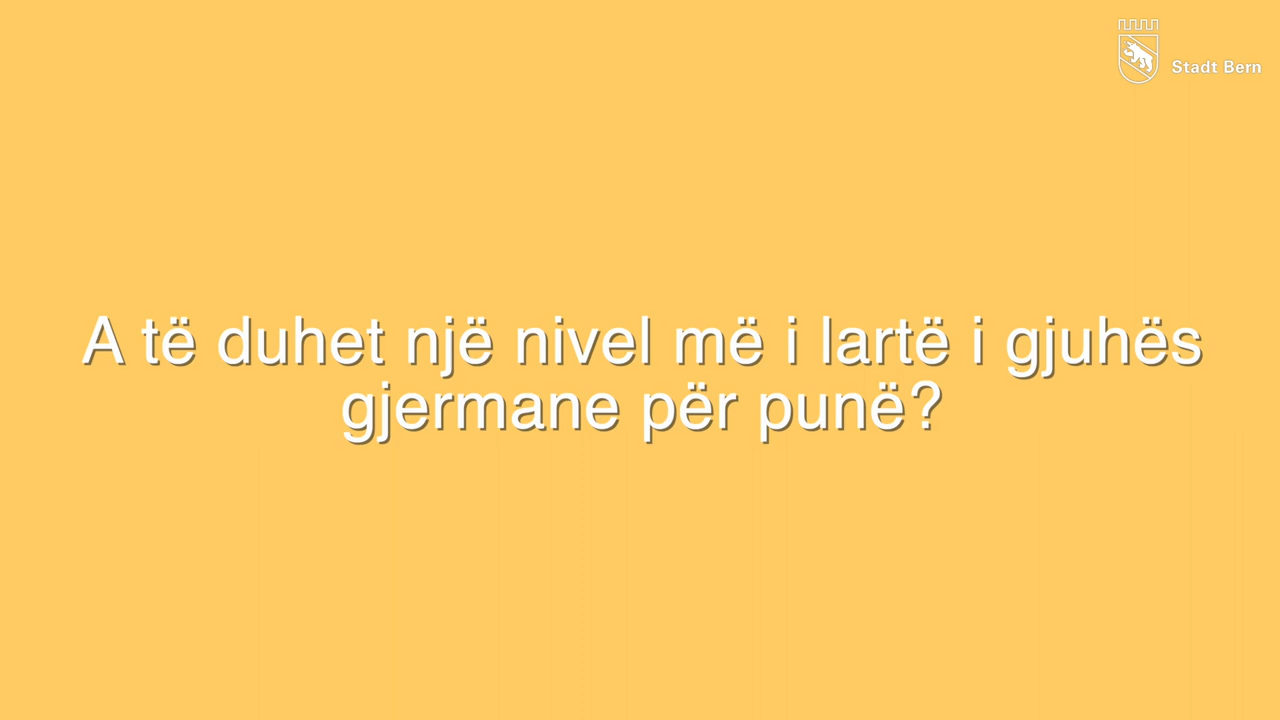 Stadt Bern
A të duhet një nivel më i lartë i gjuhës
gjermane për punë?